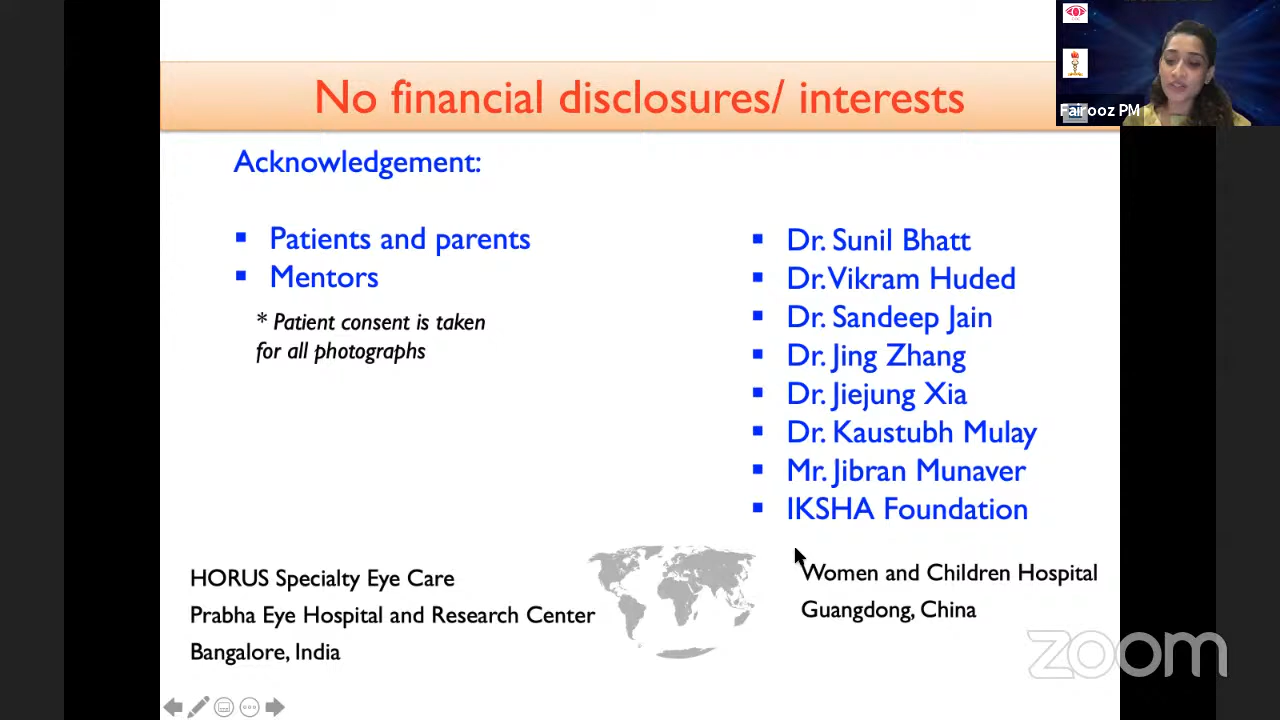 No financial disclosures/ interests
Fairooz PM
Acknowledgement:
▪ Patients and parents
▪ Mentors
* Patient consent is taken
for all photographs
▪ Dr. Sunil Bhatt
▪ Dr. Vikram Huded
▪ Dr. Sandeep Jain
▪ Dr. Jing Zhang
▪ Dr. Jiejung Xia
▪ Dr. Kaustubh Mulay
▪ Mr. Jibran Munaver
▪ IKSHA Foundation
HORUS Specialty Eye Care
Prabha Eye Hospital and Research Center
Bangalore, India
Women and Children Hospital
Guangdong, China
zoom